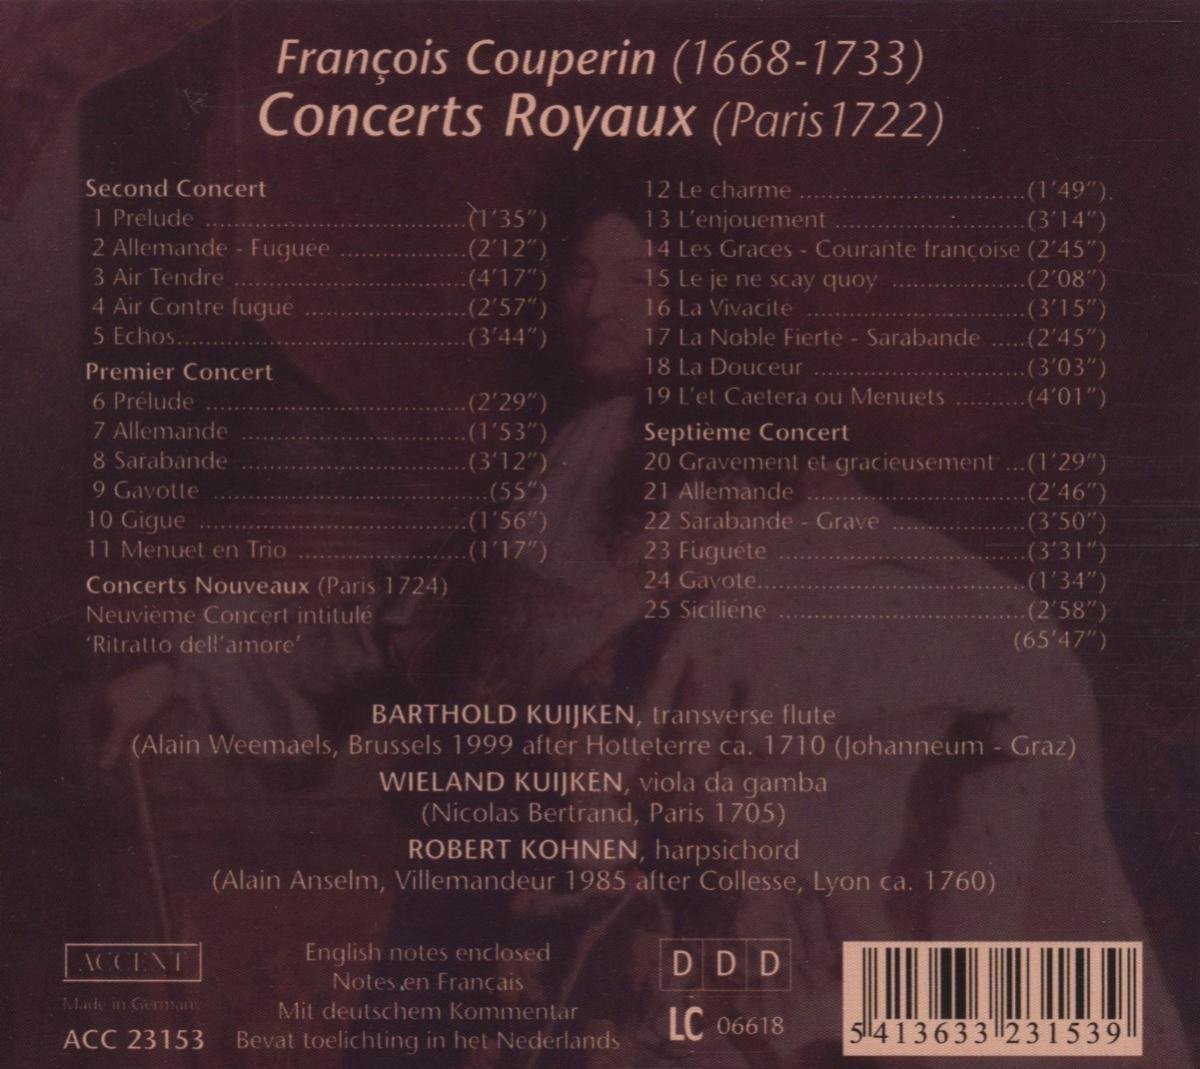 François Couperin (1668-1733)
Concerts Royaux (Paris 1722)
Second Concert
1 Prélude ........................................(1'35")
2 Allemande - Fuguée ..................(2'12")
3 Air Tendre ..................................(4'17")
4 Air Contre fugué .......................(2'57")
5 Echos..........................................(3'44")
Premier Concert
6 Prélude ......................................(2'29")
7 Allemande .................................(1'53")
8 Sarabande .................................(3'12")
9 Gavotte ........................................(55")
10 Gigue .......................................(1'56")
11 Menuet en Trio ........................(1'17")
Concerts Nouveaux (Paris 1724)
Neuvième Concert intitulé
'Ritratto dell'amore'
12 Le charme .................................(1'49")
13 L'enjouement ............................(3'14")
14 Les Graces - Courante françoise (2'45")
15 Le je ne scay quoy ....................(2'08")
16 La Vivacité ................................(3'15")
17 La Noble Fierté - Sarabande .....(2'45")
18 La Douceur ...............................(3'03")
19 L'et Caetera ou Menuets ..........(4'01")
Septième Concert
20 Gravement et gracieusement ...(1'29")
21 Allemande ................................(2'46")
22 Sarabande - Grave ...................(3'50")
23 Fuguéte ....................................(3'31")
24 Gavote.......................................(1'34")
25 Siciliéne ....................................(2'58")
(65'47")
BARTHOLD KUIJKEN, transverse flute
(Alain Weemaels, Brussels 1999 after Hotteterre ca. 1710 (Johanneum - Graz)
WIELAND KUIJKEN, viola da gamba
(Nicolas Bertrand, Paris 1705)
ROBERT KOHNEN, harpsichord
(Alain Anselm, Villemandeur 1985 after Collesse, Lyon ca. 1760)
ACCENT
Made in Germany
ACC 23153
English notes enclosed
Notes en Français
Mit deutschem Kommentar
Bevat toelichting in het Nederlands
D D D
LC 06618
5 413633 231539